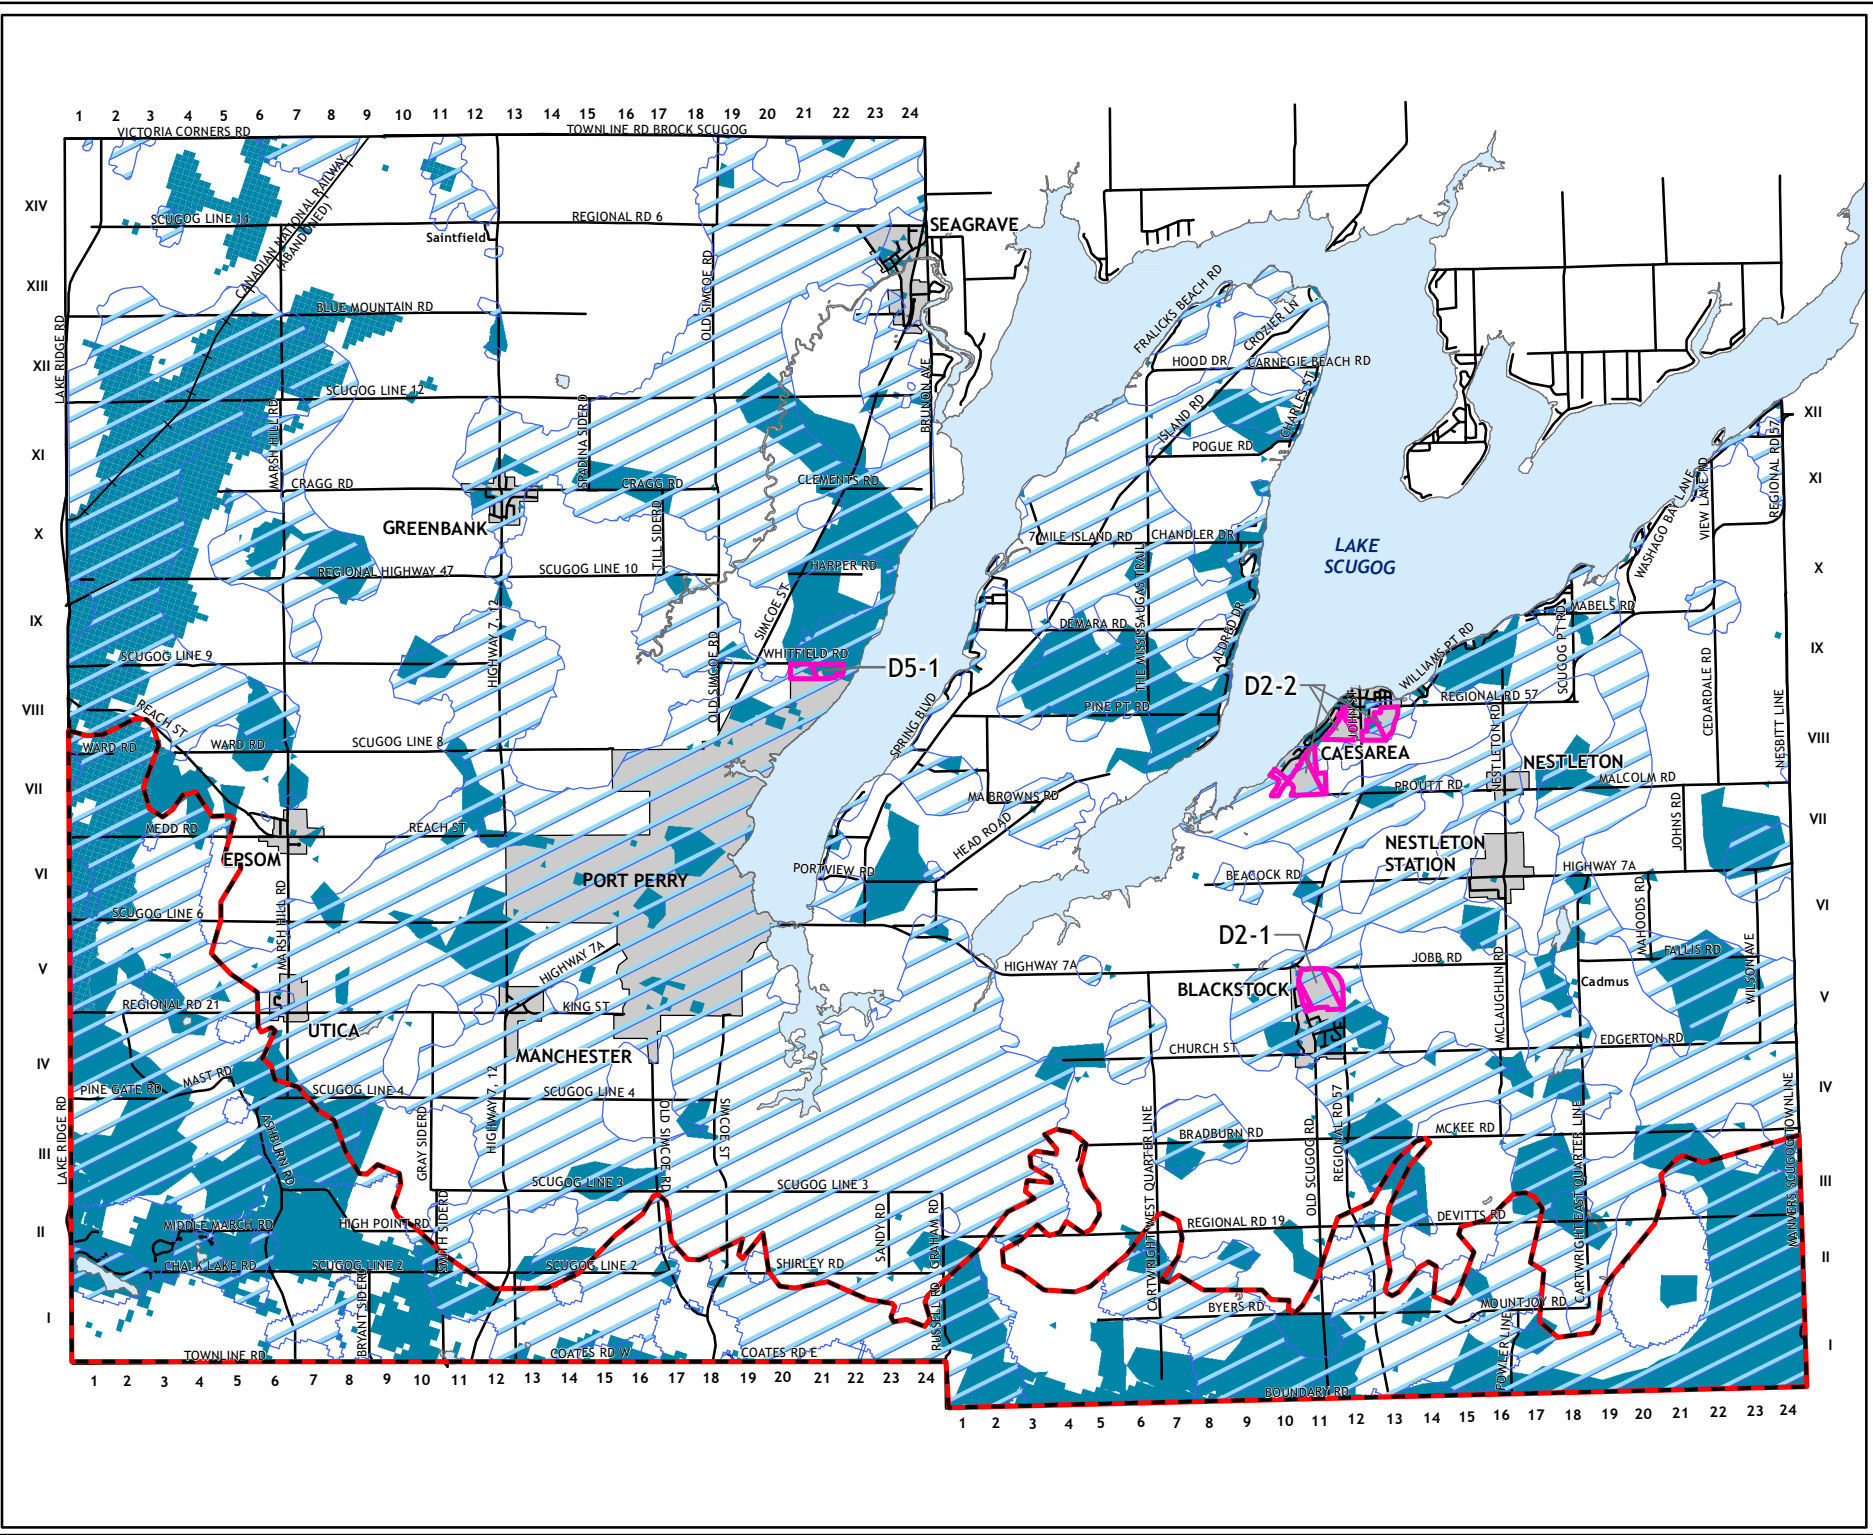 1 2 3 4 5 6 7 8 9 10 11 12 13 14 15 16 17 18 19 20 21 22 23 24
VICTORIA CORNERS RD
TOWNLINE RD BROCK SCUGOG
XIV
XIII
XII
XI
X
IX
VIII
VII
VI
V
IV
III
II
I
LAKE RIDGE RD
LAKE RIDGE RD
CANADIAN NATIONAL RAILWAY
(ABANDONED)
SCUGOG LINE 14
REGIONAL RD 6
Saintfield
SEAGRAVE
OLD SIMCOE RD
BLUE MOUNTAIN RD
SCUGOG LINE 12
MARSH HILL RD
SPADINA SIDERD
BRUNON AVE
CRAGG RD
CRAGG RD
CLEMENTS RD
GREENBANK
TILL SIDERD
REGIONAL HIGHWAY 47
SCUGOG LINE 10
HARPER RD
SIMCOE ST
HIGHWAY 7, 12
OLD SIMCOE RD
SCUGOG LINE 9
WHITFIELD RD
D5-1
REACH ST
WARD RD
WARD RD
SCUGOG LINE 8
MEDD RD
REACH ST
EPSOM
PORT PERRY
SCUGOG LINE 6
MARSH HILL RD
HIGHWAY 7A
REGIONAL RD 21
KING ST
UTICA
MANCHESTER
PINE GATE RD
MAST RD
SCUGOG LINE 4
SCUGOG LINE 4
ASHBURN RD
GRAY SIDERD
HIGHWAY 7, 12
OLD SIMCOE RD
SIMCOE ST
SCUGOG LINE 3
SCUGOG LINE 3
MIDDLE MARCH RD
HIGH POINT RD
SMITH SIDERD
SANDY RD
GRAHAM RD
CHALK LAKE RD
SCUGOG LINE 2
SCUGOG LINE 2
SHIRLEY RD
BRYANT SIDERD
RUSSELL RD
TOWNLINE RD
COATES RD W
COATES RD E
1 2 3 4 5 6 7 8 9 10 11 12 13 14 15 16 17 18 19 20 21 22 23 24
FRALICKS BEACH RD
CROZIER LN
HOOD DR
CARNEGIE BEACH RD
ISLAND RD
CHARLES ST
POGUE RD
7 MILE ISLAND RD
CHANDLER DR
THE MISSISSAUGAS TRAIL
LAKE
SCUGOG
DEMARA RD
ALDRED DR
PINE PT RD
SPRING BLVD
MA BROWNS RD
HEAD ROAD
PORTVIEW RD
D2-2
WILLIAMS PT RD
JOHN ST
CAESAREA
REGIONAL RD 57
SCUGOG PT RD
MABELS RD
WASHAGO BAY LANE
VIEW LAKE RD
REGIONAL RD 57
CEDARDALE RD
NESBITT LINE
NESTLETON RD
NESTLETON
MALCOLM RD
PROUTT RD
JOHNS RD
NESTLETON
STATION
BEACOCK RD
HIGHWAY 7A
D2-1
HIGHWAY 7A
JOBB RD
MCLAUGHLIN RD
MAHOODS RD
FALLIS RD
WILSON AVE
Cadmus
BLACKSTOCK
CHURCH ST
EDGERTON RD
CARTWRIGHT WEST QUARTER LINE
BRADBURN RD
OLD SCUGOG RD
REGIONAL RD 57
MCKEE RD
CARTWRIGHT EAST QUARTER LINE
MANVERS SCUGOG TOWNLINE
REGIONAL RD 19
DEVITTS RD
BYERS RD
MOUNTJOY RD
FOWLER LINE
BOUNDARY RD
XII
XI
X
IX
VIII
VII
VI
V
IV
III
II
I
1 2 3 4 5 6 7 8 9 10 11 12 13 14 15 16 17 18 19 20 21 22 23 24